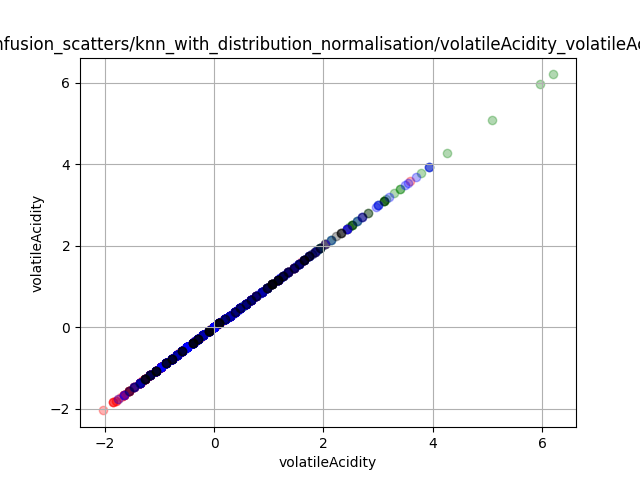 nfusion_scatters/knn_with_distribution_normalisation/volatileAcidity_volatileAc
6
4
2
0
−2
volatileAcidity
−2 0 2 4 6
volatileAcidity